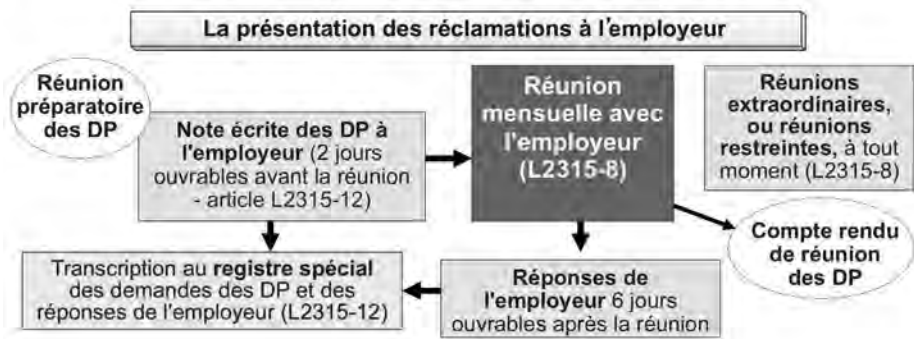 La présentation des réclamations à l'employeur
Réunion
préparatoire
des DP
Note écrite des DP à
l'employeur (2 jours
ouvrables avant la réunion
- article L2315-12)
Réunion
mensuelle avec
l'employeur
(L2315-8)
Réunions
extraordinaires,
ou réunions
restreintes, à tout
moment (L2315-8)
Compte rendu
de réunion
des DP
Transcription au registre spécial
des demandes des DP et des
réponses de l'employeur (L2315-12)
Réponses de
l'employeur 6 jours
ouvrables après la réunion